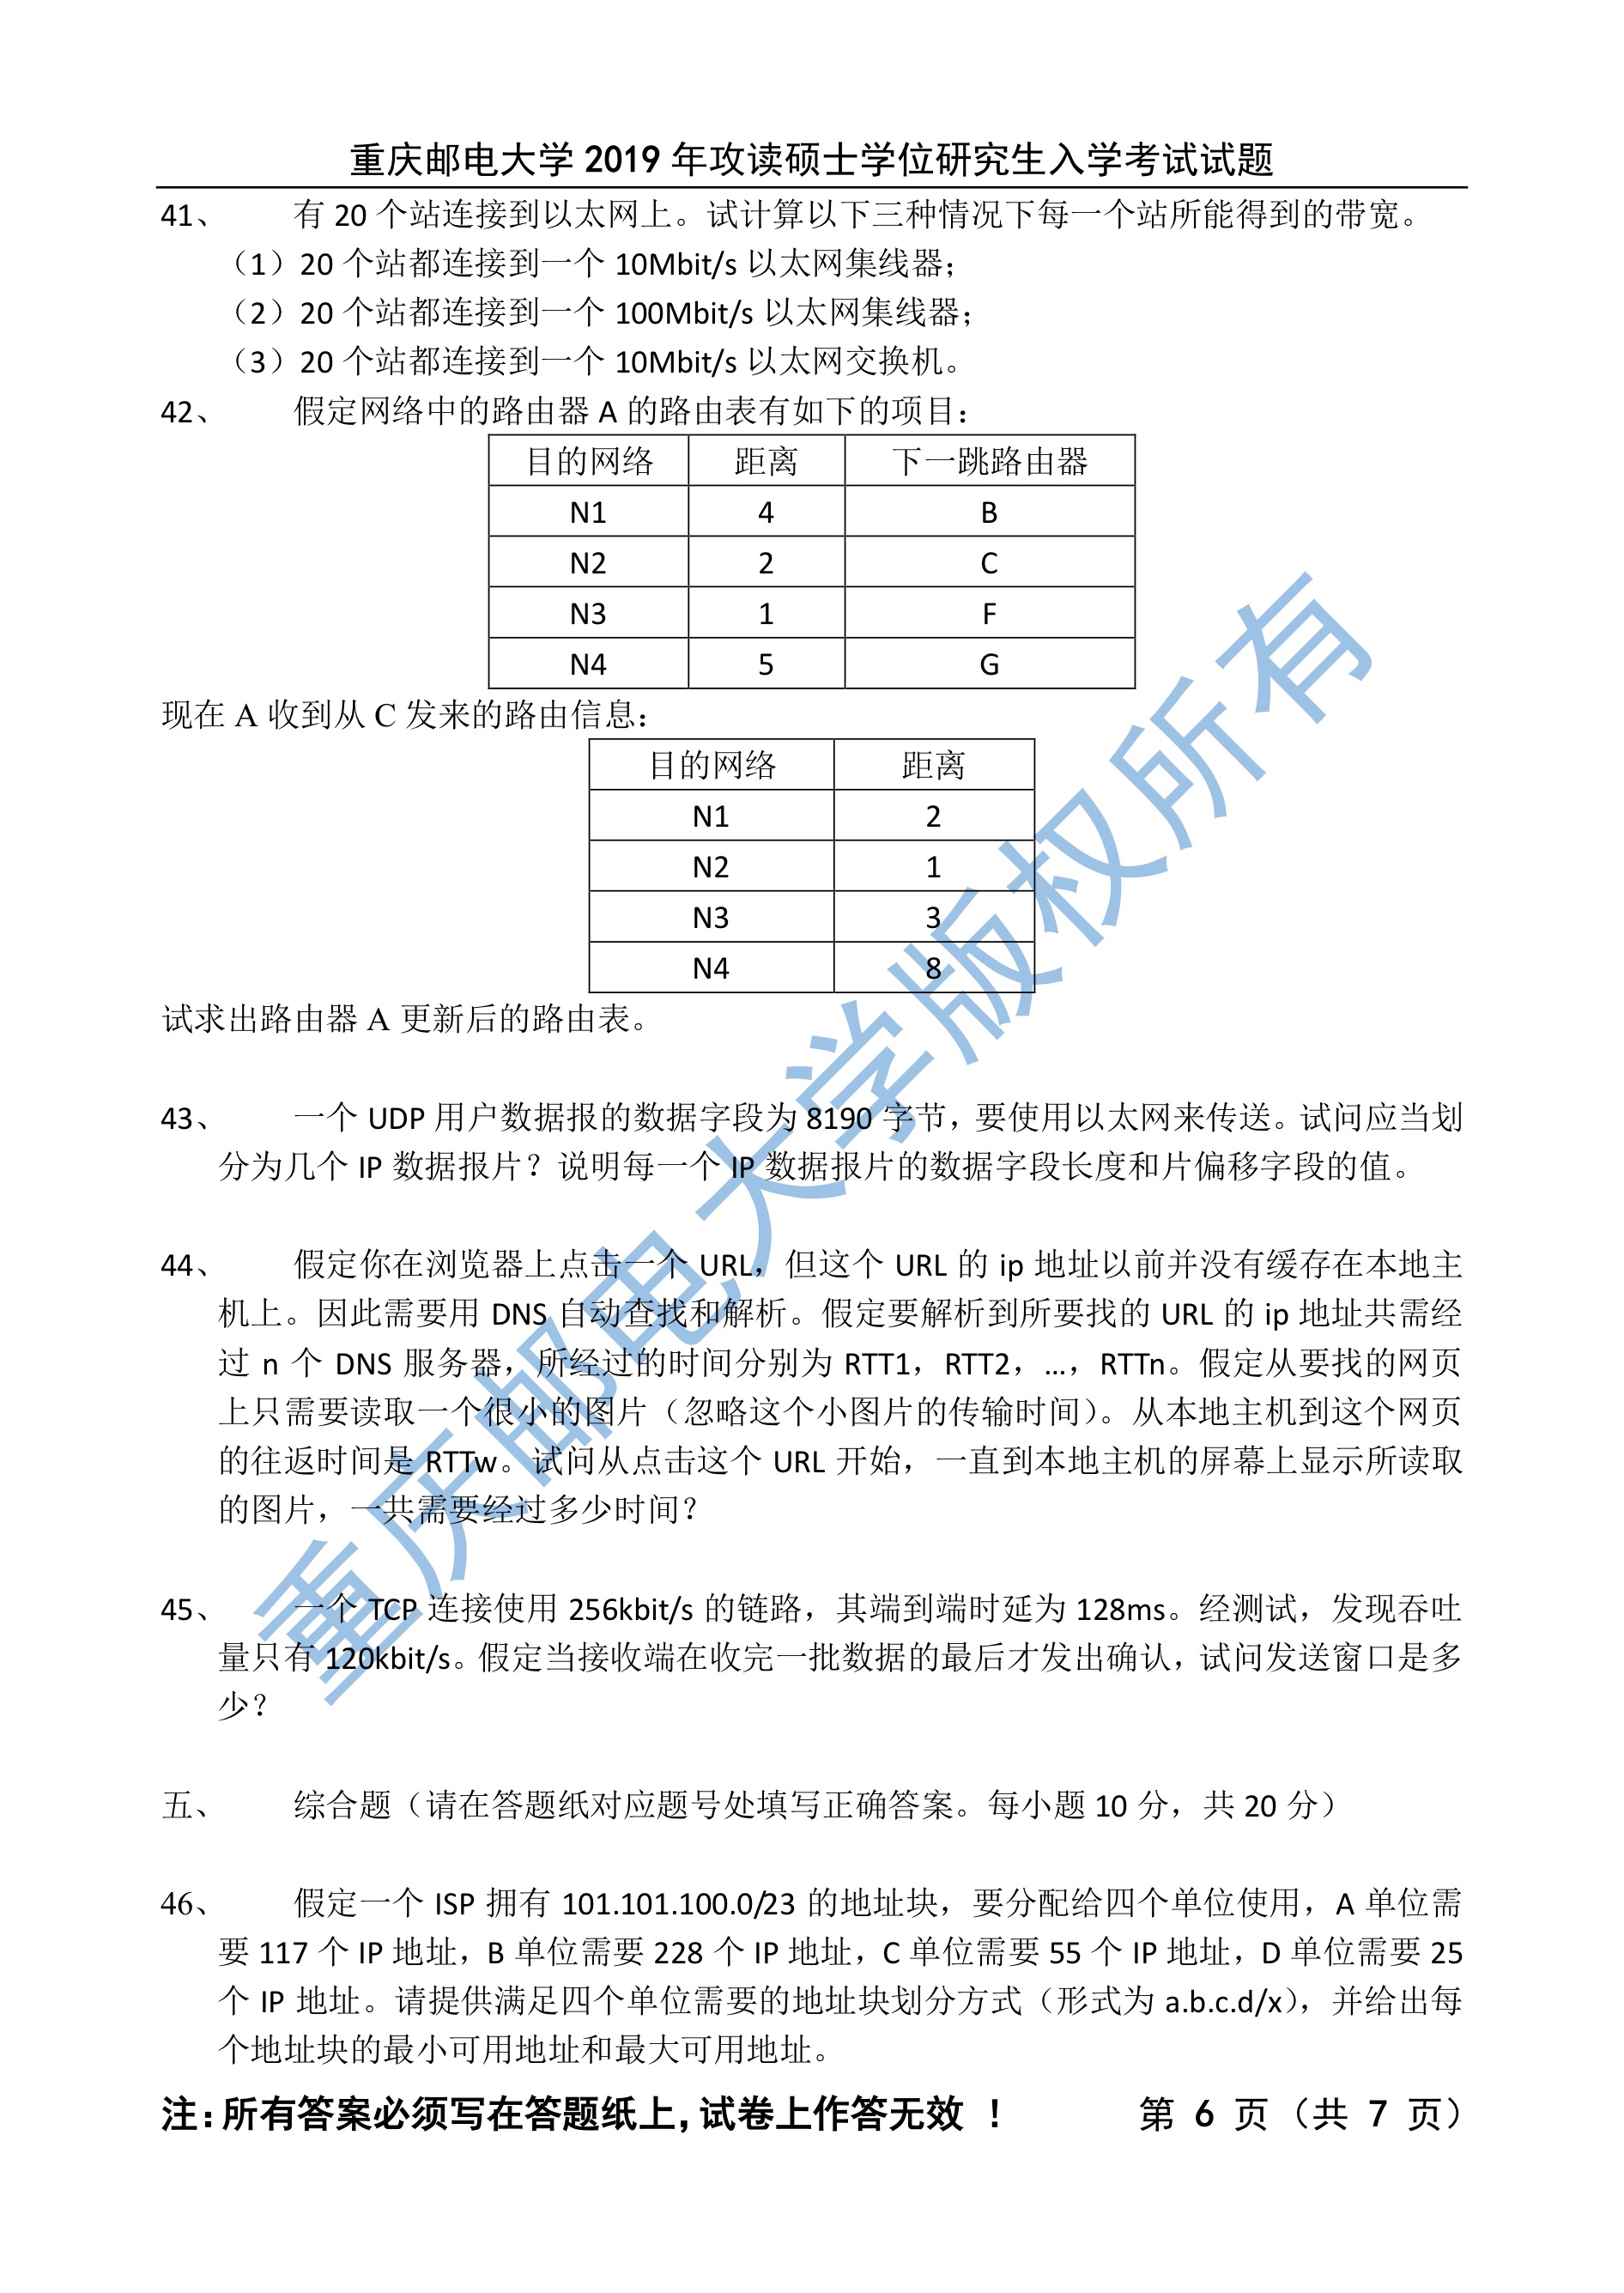 重庆邮电大学 2019 年攻读硕士学位研究生入学考试试题
41、 有 20 个站连接到以太网上。试计算以下三种情况下每一个站所能得到的带宽。
（1）20 个站都连接到一个 10Mbit/s 以太网集线器；
（2）20 个站都连接到一个 100Mbit/s 以太网集线器；
（3）20 个站都连接到一个 10Mbit/s 以太网交换机。
42、 假定网络中的路由器 A 的路由表有如下的项目：
目的网络 距离 下一跳路由器
N1 4 B
N2 2 C
N3 1 F
N4 5 G
现在 A 收到从 C 发来的路由信息：
目的网络 距离
N1 2
N2 1
N3 3
N4 8
试求出路由器 A 更新后的路由表。
43、 一个 UDP 用户数据报的数据字段为 8190 字节，要使用以太网来传送。试问应当划
分为几个 IP 数据报片？说明每一个 IP 数据报片的数据字段长度和片偏移字段的值。
44、 假定你在浏览器上点击一个 URL，但这个 URL 的 ip 地址以前并没有缓存在本地主
机上。因此需要用 DNS 自动查找和解析。假定要解析到所要找的 URL 的 ip 地址共需经
过 n 个 DNS 服务器，所经过的时间分别为 RTT1，RTT2，…，RTTn。假定从要找的网页
上只需要读取一个很小的图片（忽略这个小图片的传输时间）。从本地主机到这个网页
的往返时间是 RTTw。试问从点击这个 URL 开始，一直到本地主机的屏幕上显示所读取
的图片，一共需要经过多少时间？
45、 一个 TCP 连接使用 256kbit/s 的链路，其端到端时延为 128ms。经测试，发现吞吐
量只有 120kbit/s。假定当接收端在收完一批数据的最后才发出确认，试问发送窗口是多
少？
五、 综合题（请在答题纸对应题号处填写正确答案。每小题 10 分，共 20 分）
46、 假定一个 ISP 拥有 101.101.100.0/23 的地址块，要分配给四个单位使用，A 单位需
要 117 个 IP 地址，B 单位需要 228 个 IP 地址，C 单位需要 55 个 IP 地址，D 单位需要 25
个 IP 地址。请提供满足四个单位需要的地址块划分方式（形式为 a.b.c.d/x），并给出每
个地址块的最小可用地址和最大可用地址。
注：所有答案必须写在答题纸上，试卷上作答无效 ！ 第 6 页（共 7 页）
重庆邮电大学版权所有